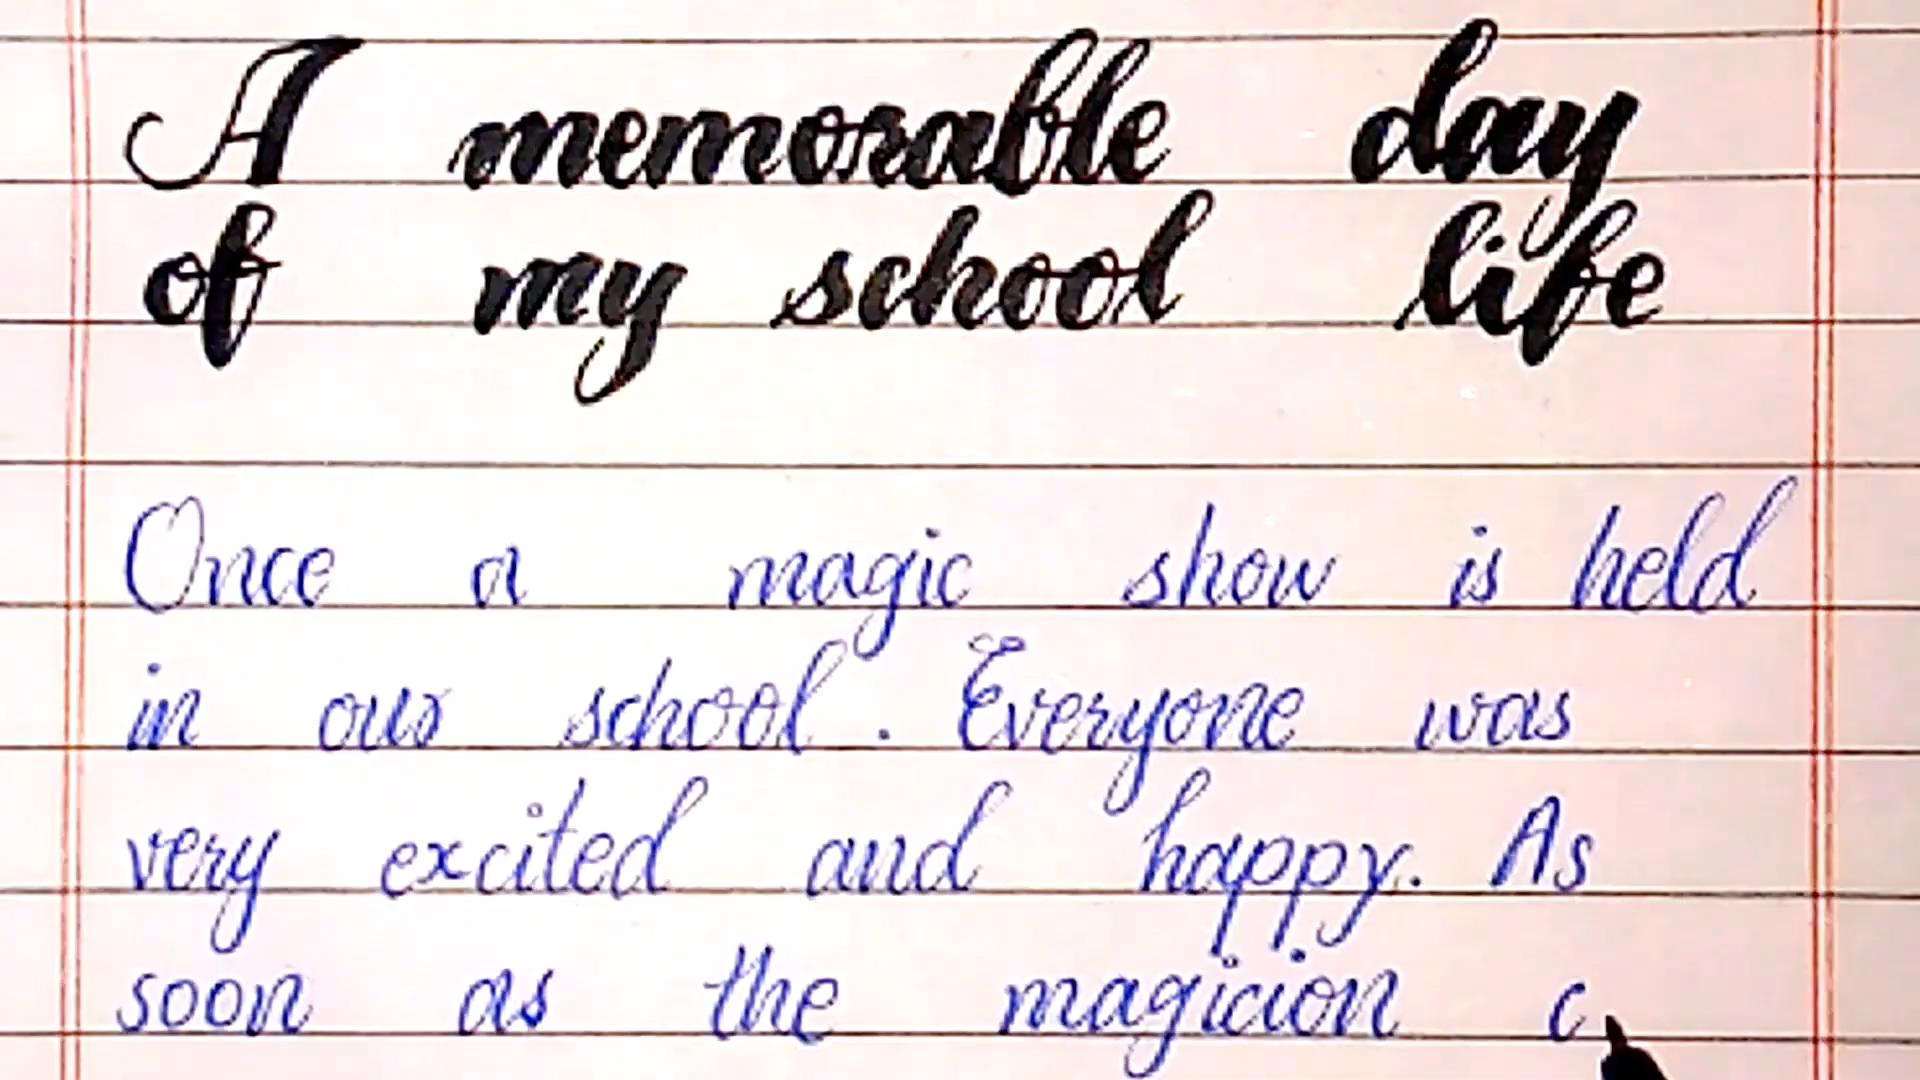 A memorable day
of my school life
Once a magic show is held
in our school. Everyone was
very excited and happy. As
soon as the magicion c